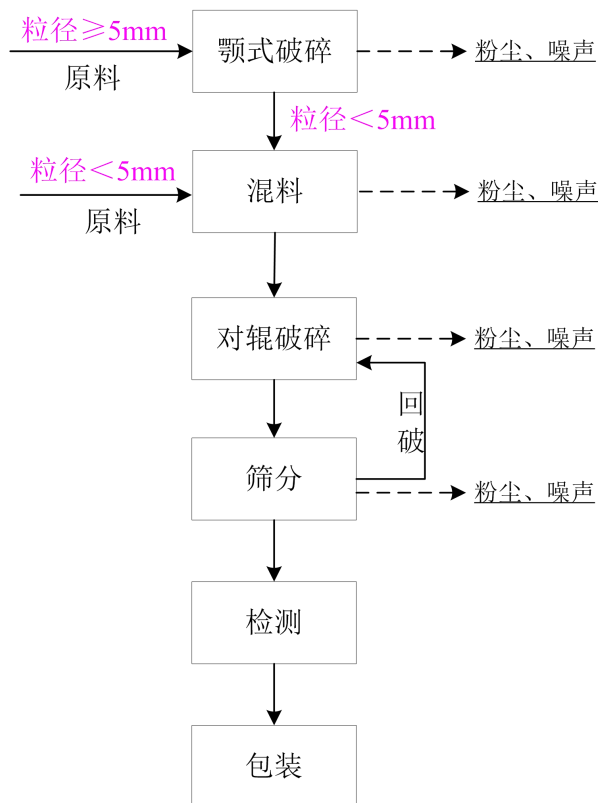 粒径≥5mm
原料
颚式破碎
粉尘、噪声
粒径＜5mm
粒径＜5mm
原料
混料
粉尘、噪声
对辊破碎
粉尘、噪声
回
破
筛分
粉尘、噪声
检测
包装